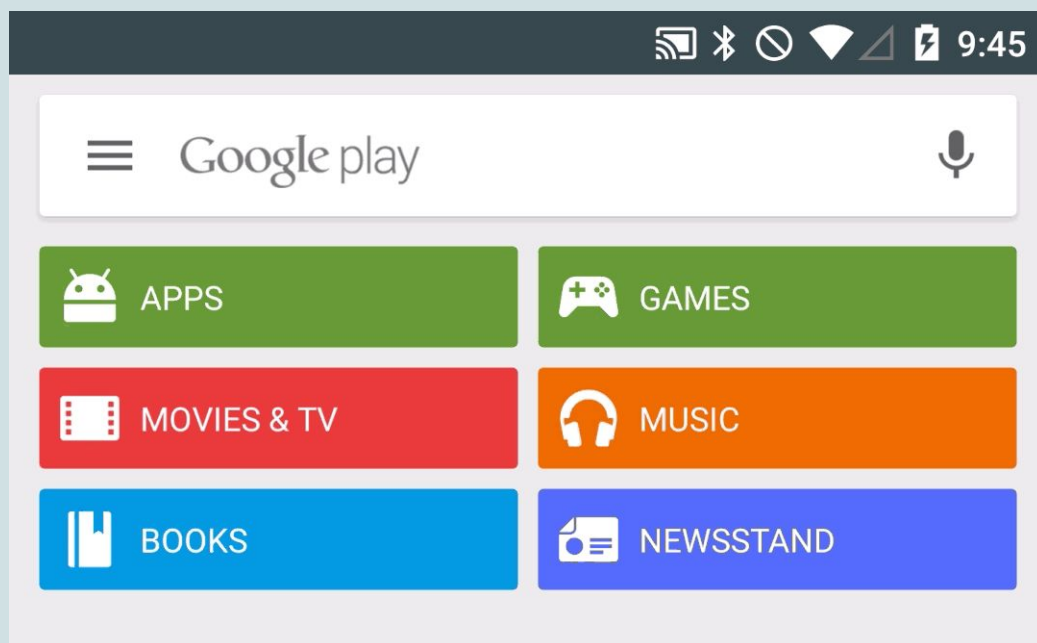 9:45
Google play
APPS
GAMES
MOVIES & TV
MUSIC
BOOKS
NEWSSTAND